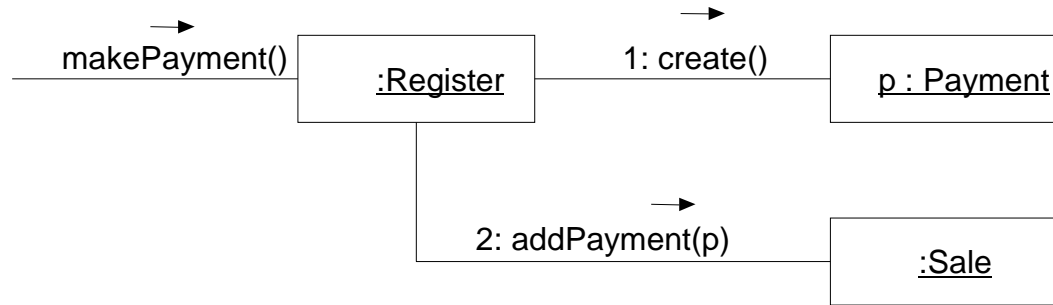 makePayment()
:Register
1: create()
p : Payment
2: addPayment(p)
:Sale